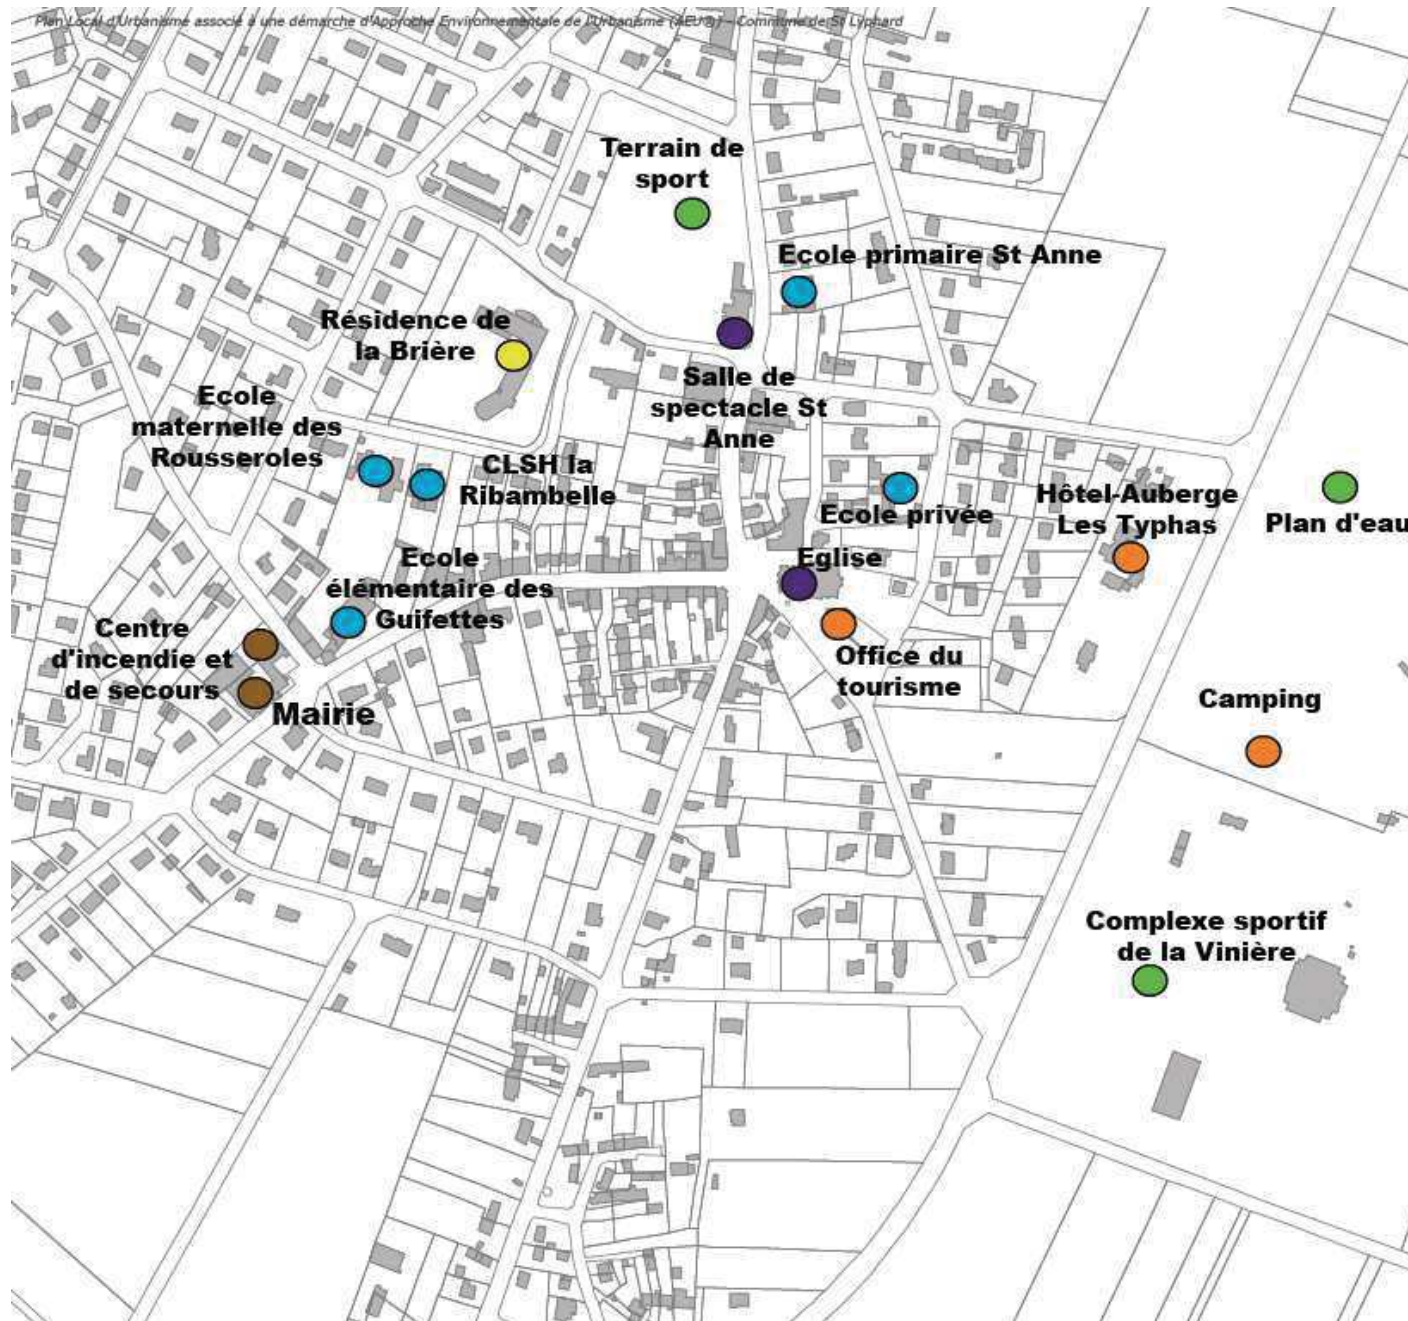 Plan Local d'Urbanisme associé à une démarche d'Approche Environnementale de l'Urbanisme (AEU®) - Commune de St Lyphard
Terrain de
sport
Ecole primaire St Anne
Résidence de
la Brière
Salle de
spectacle St
Anne
Ecole
maternelle des
Rousseroles
CLSH la
Ribambelle
Ecole privée
Hôtel-Auberge
Les Typhas
Plan d'eau
Ecole
élémentaire des
Guifettes
Eglise
Centre
d'incendie et
de secours
Mairie
Office du
tourisme
Camping
Complexe sportif
de la Vinière